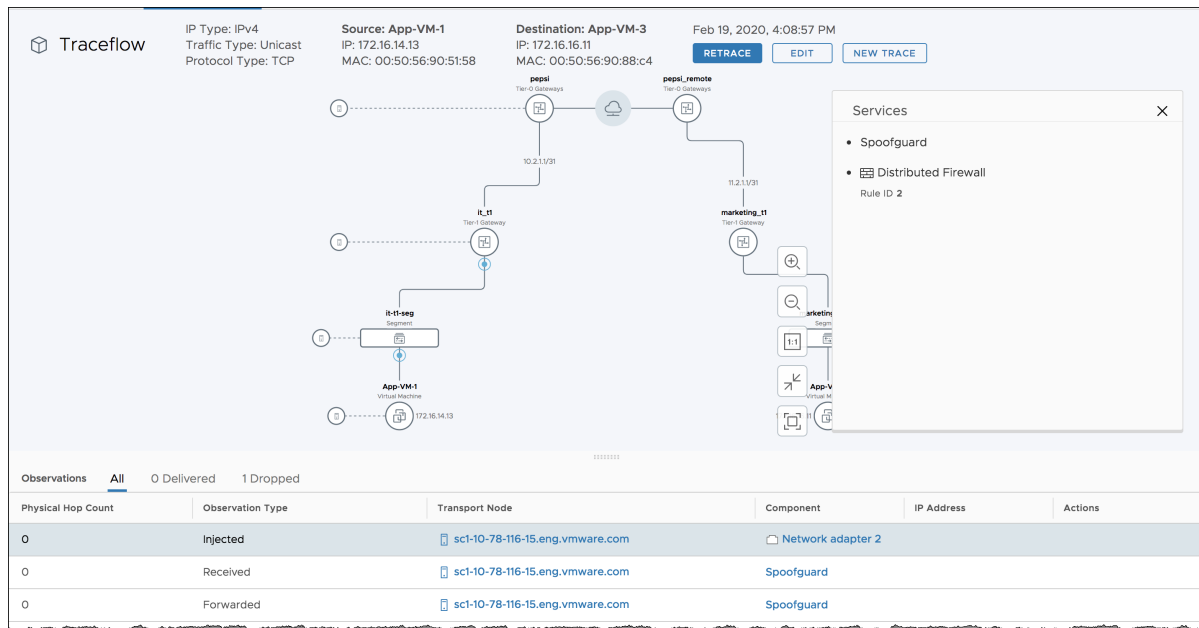 Traceflow
IP Type: IPv4
Traffic Type: Unicast
Protocol Type: TCP
Source: App-VM-1
IP: 172.16.14.13
MAC: 00:50:56:90:51:58
Destination: App-VM-3
IP: 172.16.16.11
MAC: 00:50:56:90:88:c4
Feb 19, 2020, 4:08:57 PM
RETRACE
EDIT
NEW TRACE
pepsi
Tier-0 Gateways
pepsi_remote
Tier-0 Gateways
10.2.1.1/31
11.2.1.1/31
it_t1
Tier-1 Gateway
marketing_t1
Tier-1 Gateway
it-t1-seg
Segment
App-VM-1
Virtual Machine
172.16.14.13
1:1
Services
Spoofguard
Distributed Firewall
Rule ID 2
Observations All 0 Delivered 1 Dropped
Physical Hop Count Observation Type Transport Node Component IP Address Actions
0 Injected sc1-10-78-116-15.eng.vmware.com Network adapter 2
0 Received sc1-10-78-116-15.eng.vmware.com Spoofguard
0 Forwarded sc1-10-78-116-15.eng.vmware.com Spoofguard